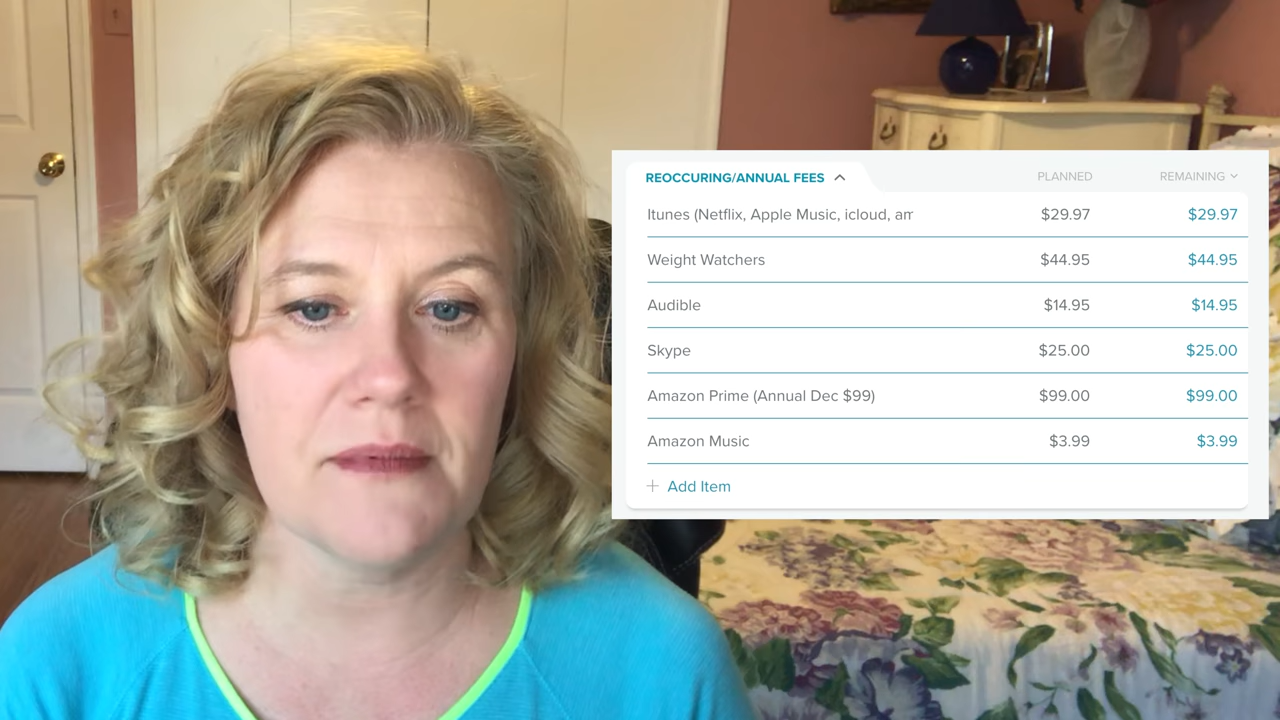 REOCCURING/ANNUAL FEES PLANNED REMAINING
Itunes (Netflix, Apple Music, icloud, $29.97 $29.97
Weight Watchers $44.95 $44.95
Audible $14.95 $14.95
Skype $25.00 $25.00
Amazon Prime (Annual Dec $99) $99.00 $99.00
Amazon Music $3.99 $3.99
+ Add Item